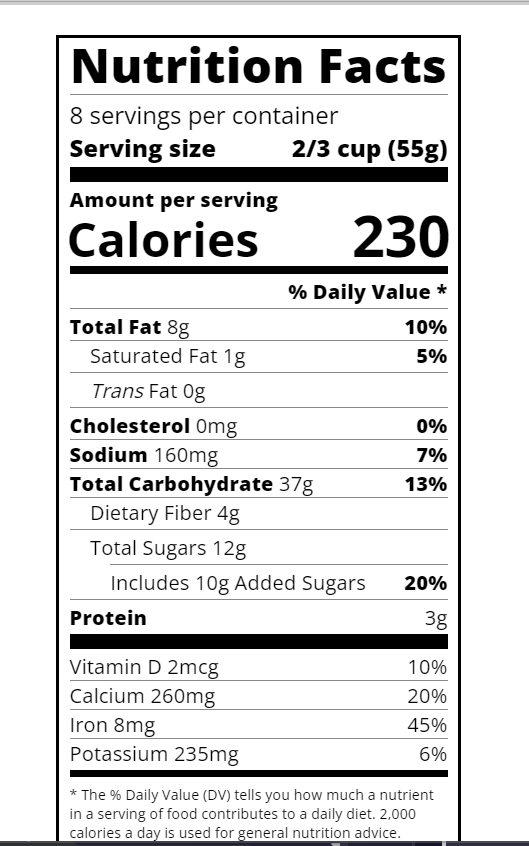 Nutrition Facts
8 servings per container
Serving size 2/3 cup (55g)
Amount per serving
Calories 230
% Daily Value *
Total Fat 8g 10%
Saturated Fat 1g 5%
Trans Fat 0g
Cholesterol 0mg 0%
Sodium 160mg 7%
Total Carbohydrate 37g 13%
Dietary Fiber 4g
Total Sugars 12g
Includes 10g Added Sugars 20%
Protein 3g
Vitamin D 2mcg 10%
Calcium 260mg 20%
Iron 8mg 45%
Potassium 235mg 6%
* The % Daily Value (DV) tells you how much a nutrient
in a serving of food contributes to a daily diet. 2,000
calories a day is used for general nutrition advice.